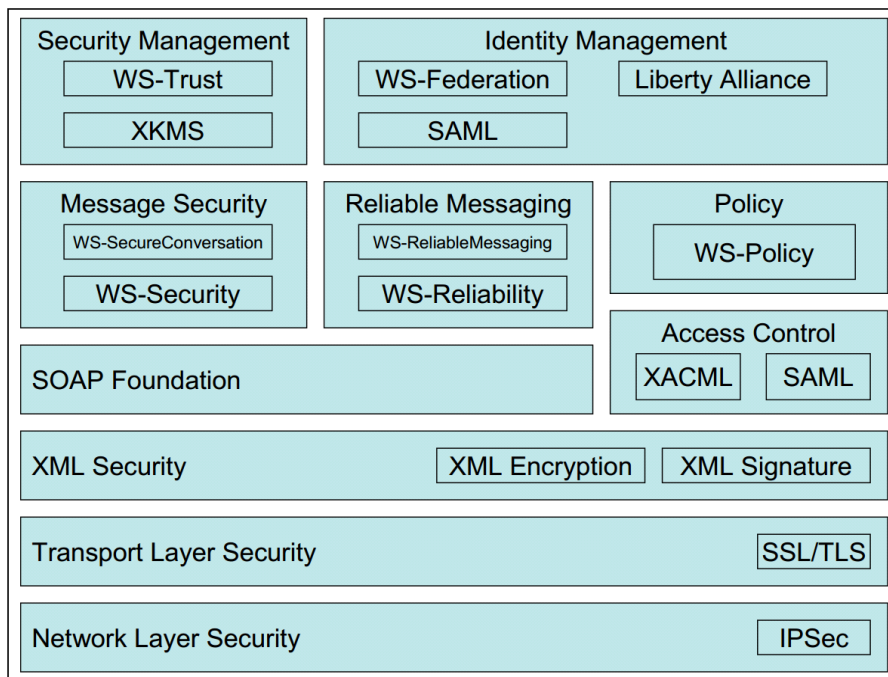 Security Management
WS-Trust
XKMS
Identity Management
WS-Federation
Liberty Alliance
SAML
Message Security
WS-SecureConversation
WS-Security
Reliable Messaging
WS-ReliableMessaging
WS-Reliability
Policy
WS-Policy
Access Control
XACML
SAML
SOAP Foundation
XML Security
XML Encryption
XML Signature
Transport Layer Security
SSL/TLS
Network Layer Security
IPSec